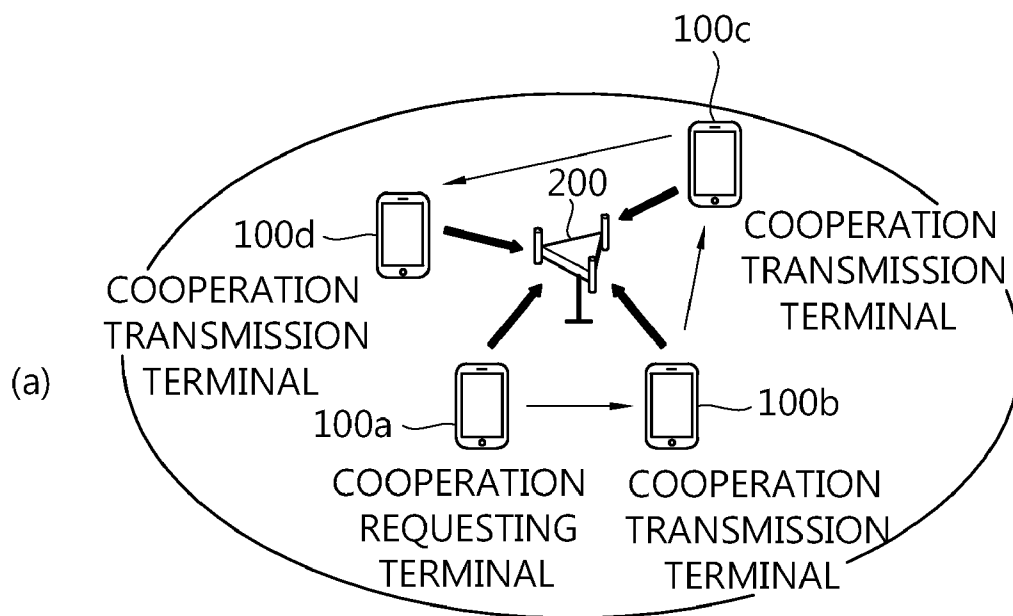 100c
200
100d
COOPERATION
TRANSMISSION
TERMINAL
COOPERATION
TRANSMISSION
TERMINAL
(a)
100a
100b
COOPERATION
REQUESTING
TERMINAL
COOPERATION
TRANSMISSION
TERMINAL